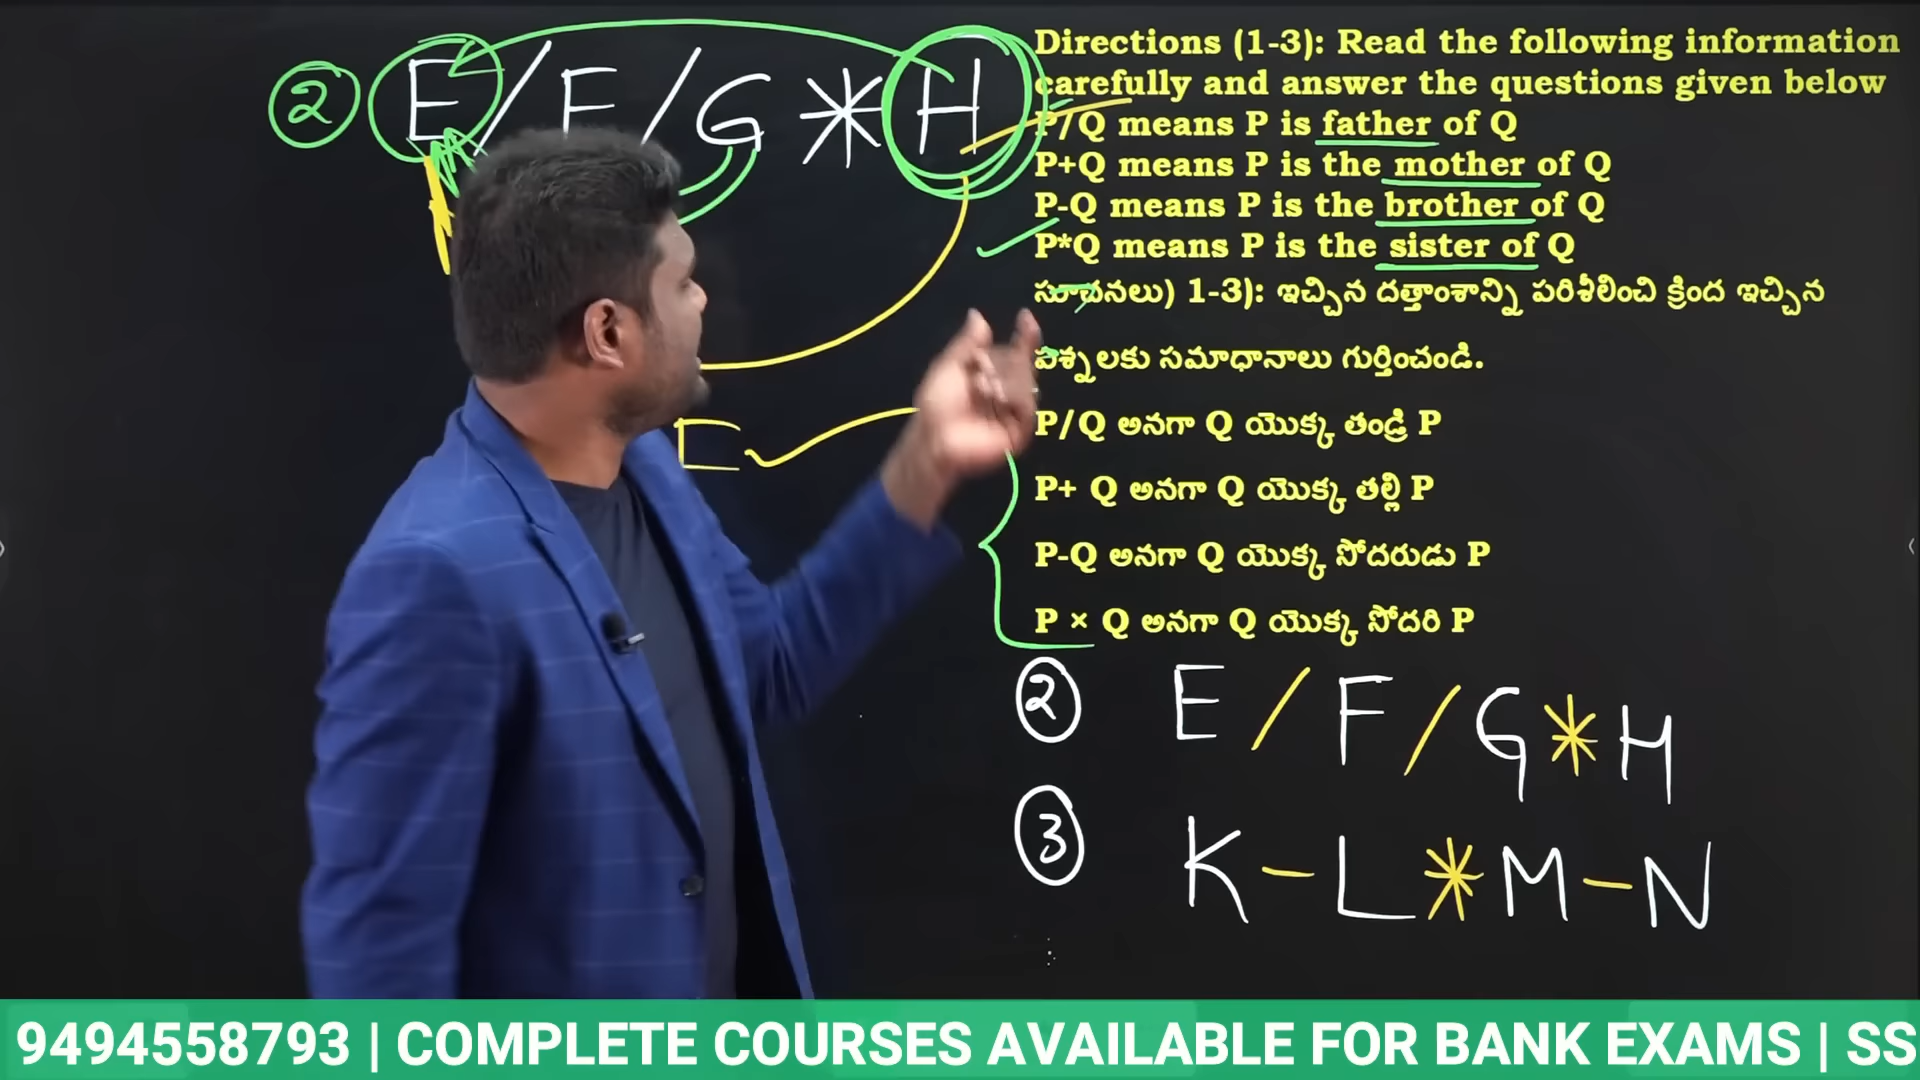 ② E / F / G * H
Directions (1-3): Read the following information
carefully and answer the questions given below
P/Q means P is father of Q
P+Q means P is the mother of Q
P-Q means P is the brother of Q
P*Q means P is the sister of Q
సూచనలు) 1-3): ఇచ్చిన దత్తాంశాన్ని పరిశీలించి క్రింద ఇచ్చిన
ప్రశ్నలకు సమాధానాలు గుర్తించండి.
P/Q అనగా Q యొక్క తండ్రి P
P+ Q అనగా Q యొక్క తల్లి P
P-Q అనగా Q యొక్క సోదరుడు P
P × Q అనగా Q యొక్క సోదరి P
② E / F / G * H
③ K - L * M - N
9494558793 | COMPLETE COURSES AVAILABLE FOR BANK EXAMS | SS